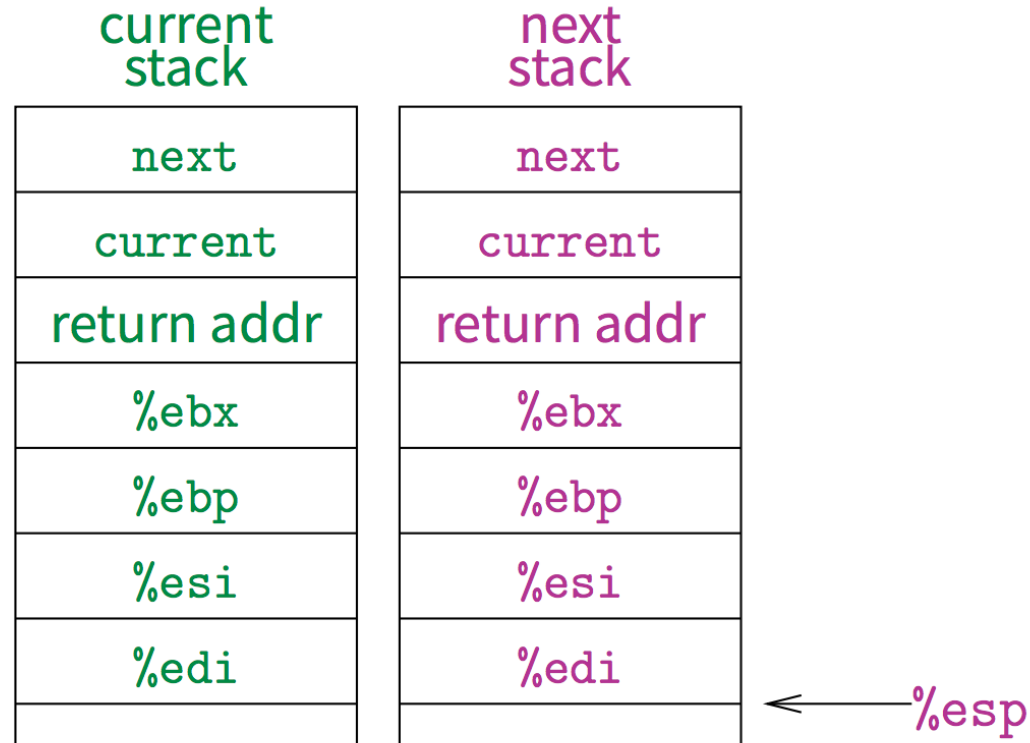 current
stack
next
current
return addr
%ebx
%ebp
%esi
%edi
next
stack
next
current
return addr
%ebx
%ebp
%esi
%edi
%esp